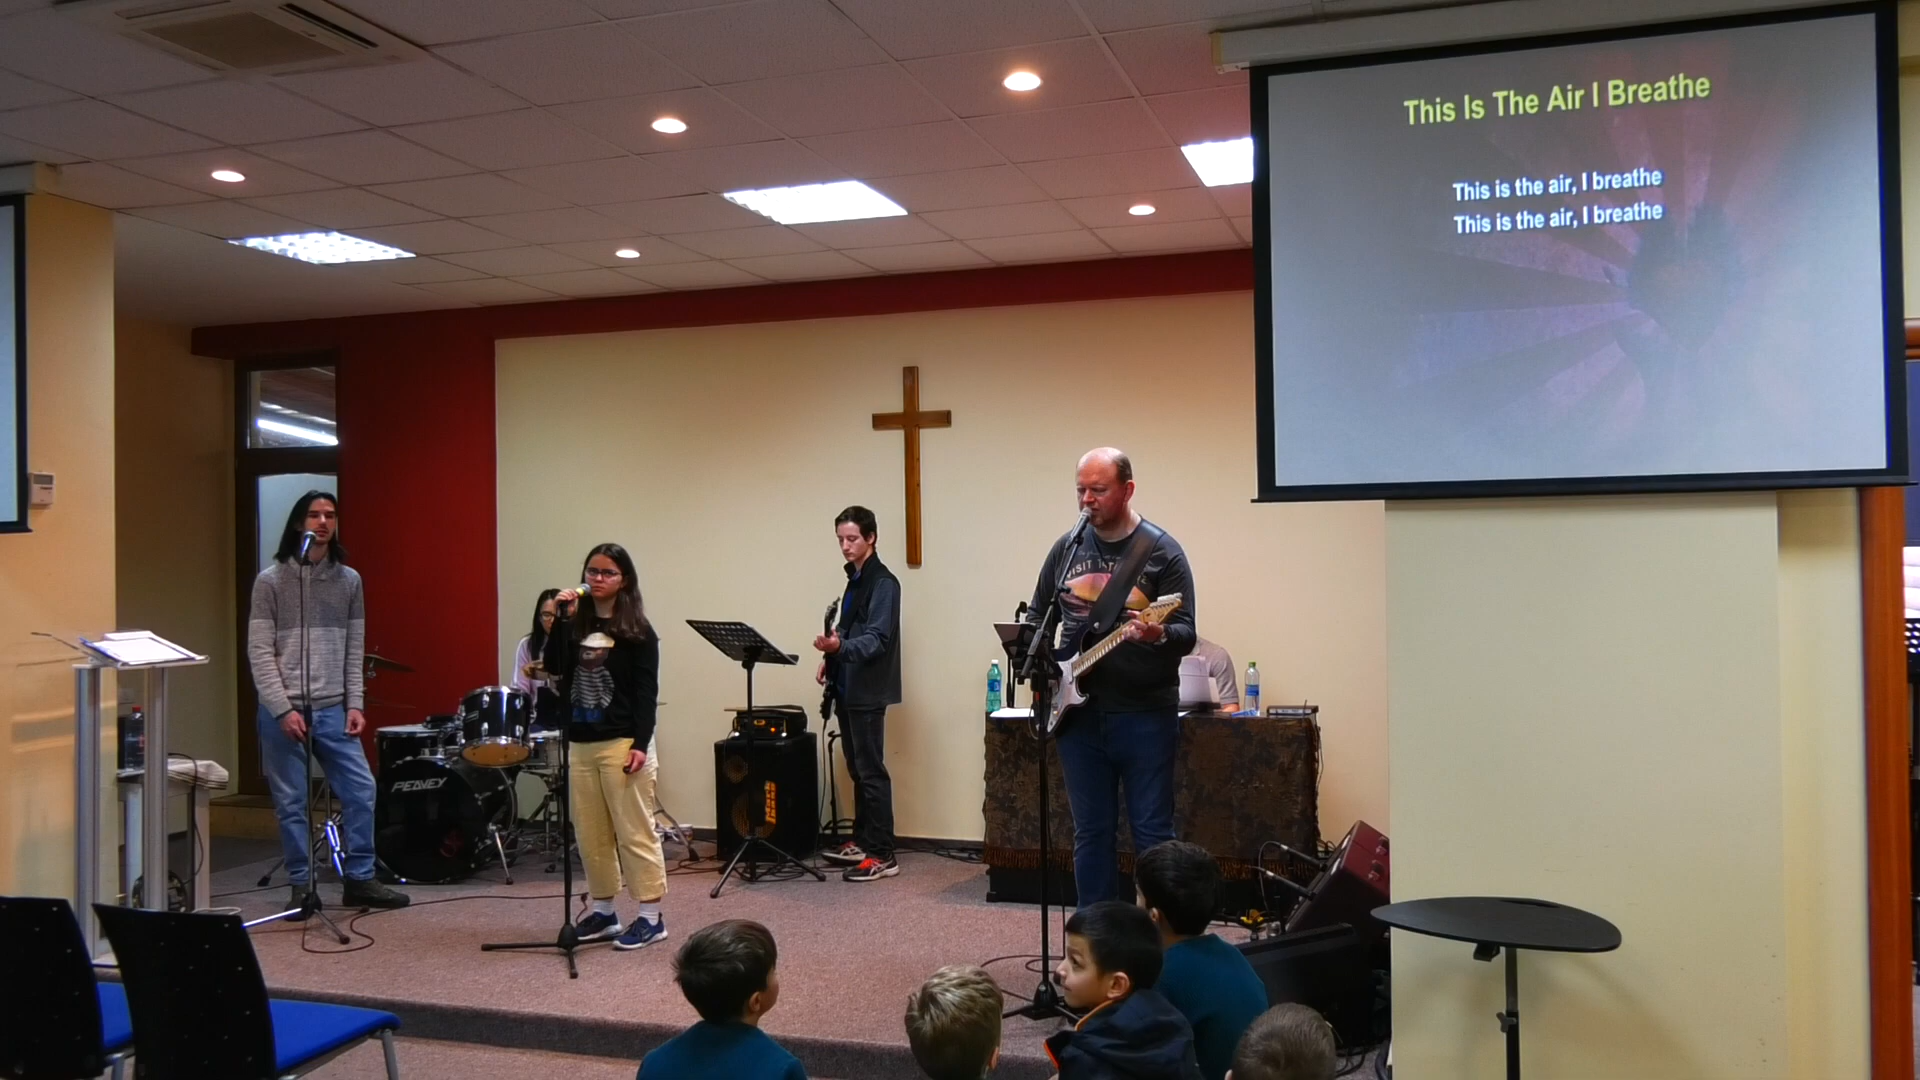 This Is The Air I Breathe
This is the air, I breathe
This is the air, I breathe
PEAVEY